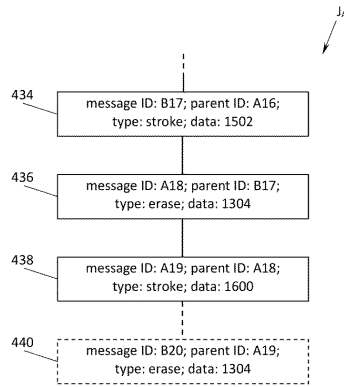 J_A
434
message ID: B17; parent ID: A16;
type: stroke; data: 1502
436
message ID: A18; parent ID: B17;
type: erase; data: 1304
438
message ID: A19; parent ID: A18;
type: stroke; data: 1600
440
message ID: B20; parent ID: A19;
type: erase; data: 1304